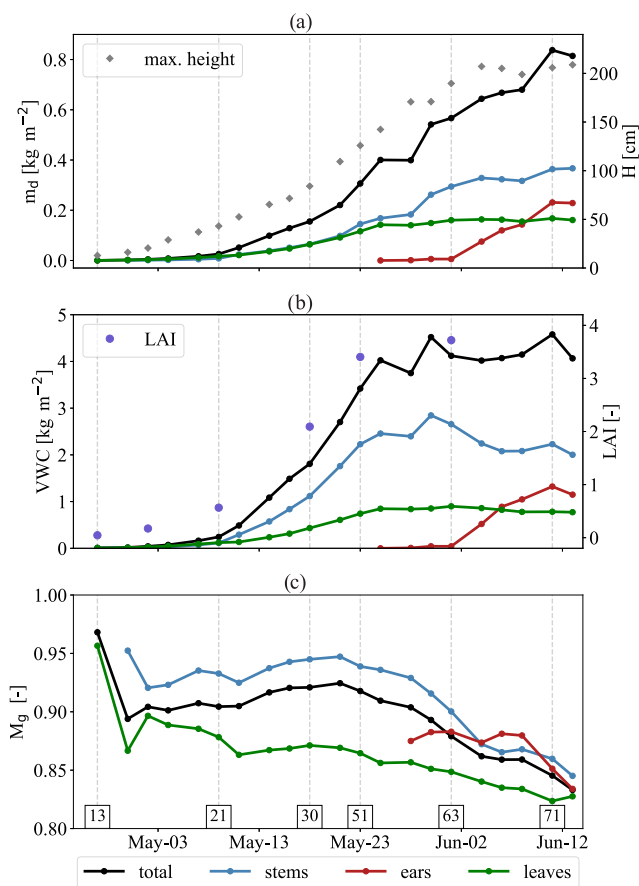 (a)
max. height
0.8
0.6
0.4
0.2
0.0
m_d [kg m⁻²]
200
150
100
50
0
H [cm]
(b)
LAI
5
4
3
2
1
0
VWC [kg m⁻²]
4
3
2
1
0
LAI [-]
(c)
1.00
0.95
0.90
0.85
0.80
M_g [-]
13 21 30 51 63 71
May-03 May-13 May-23 Jun-02 Jun-12
total stems ears leaves